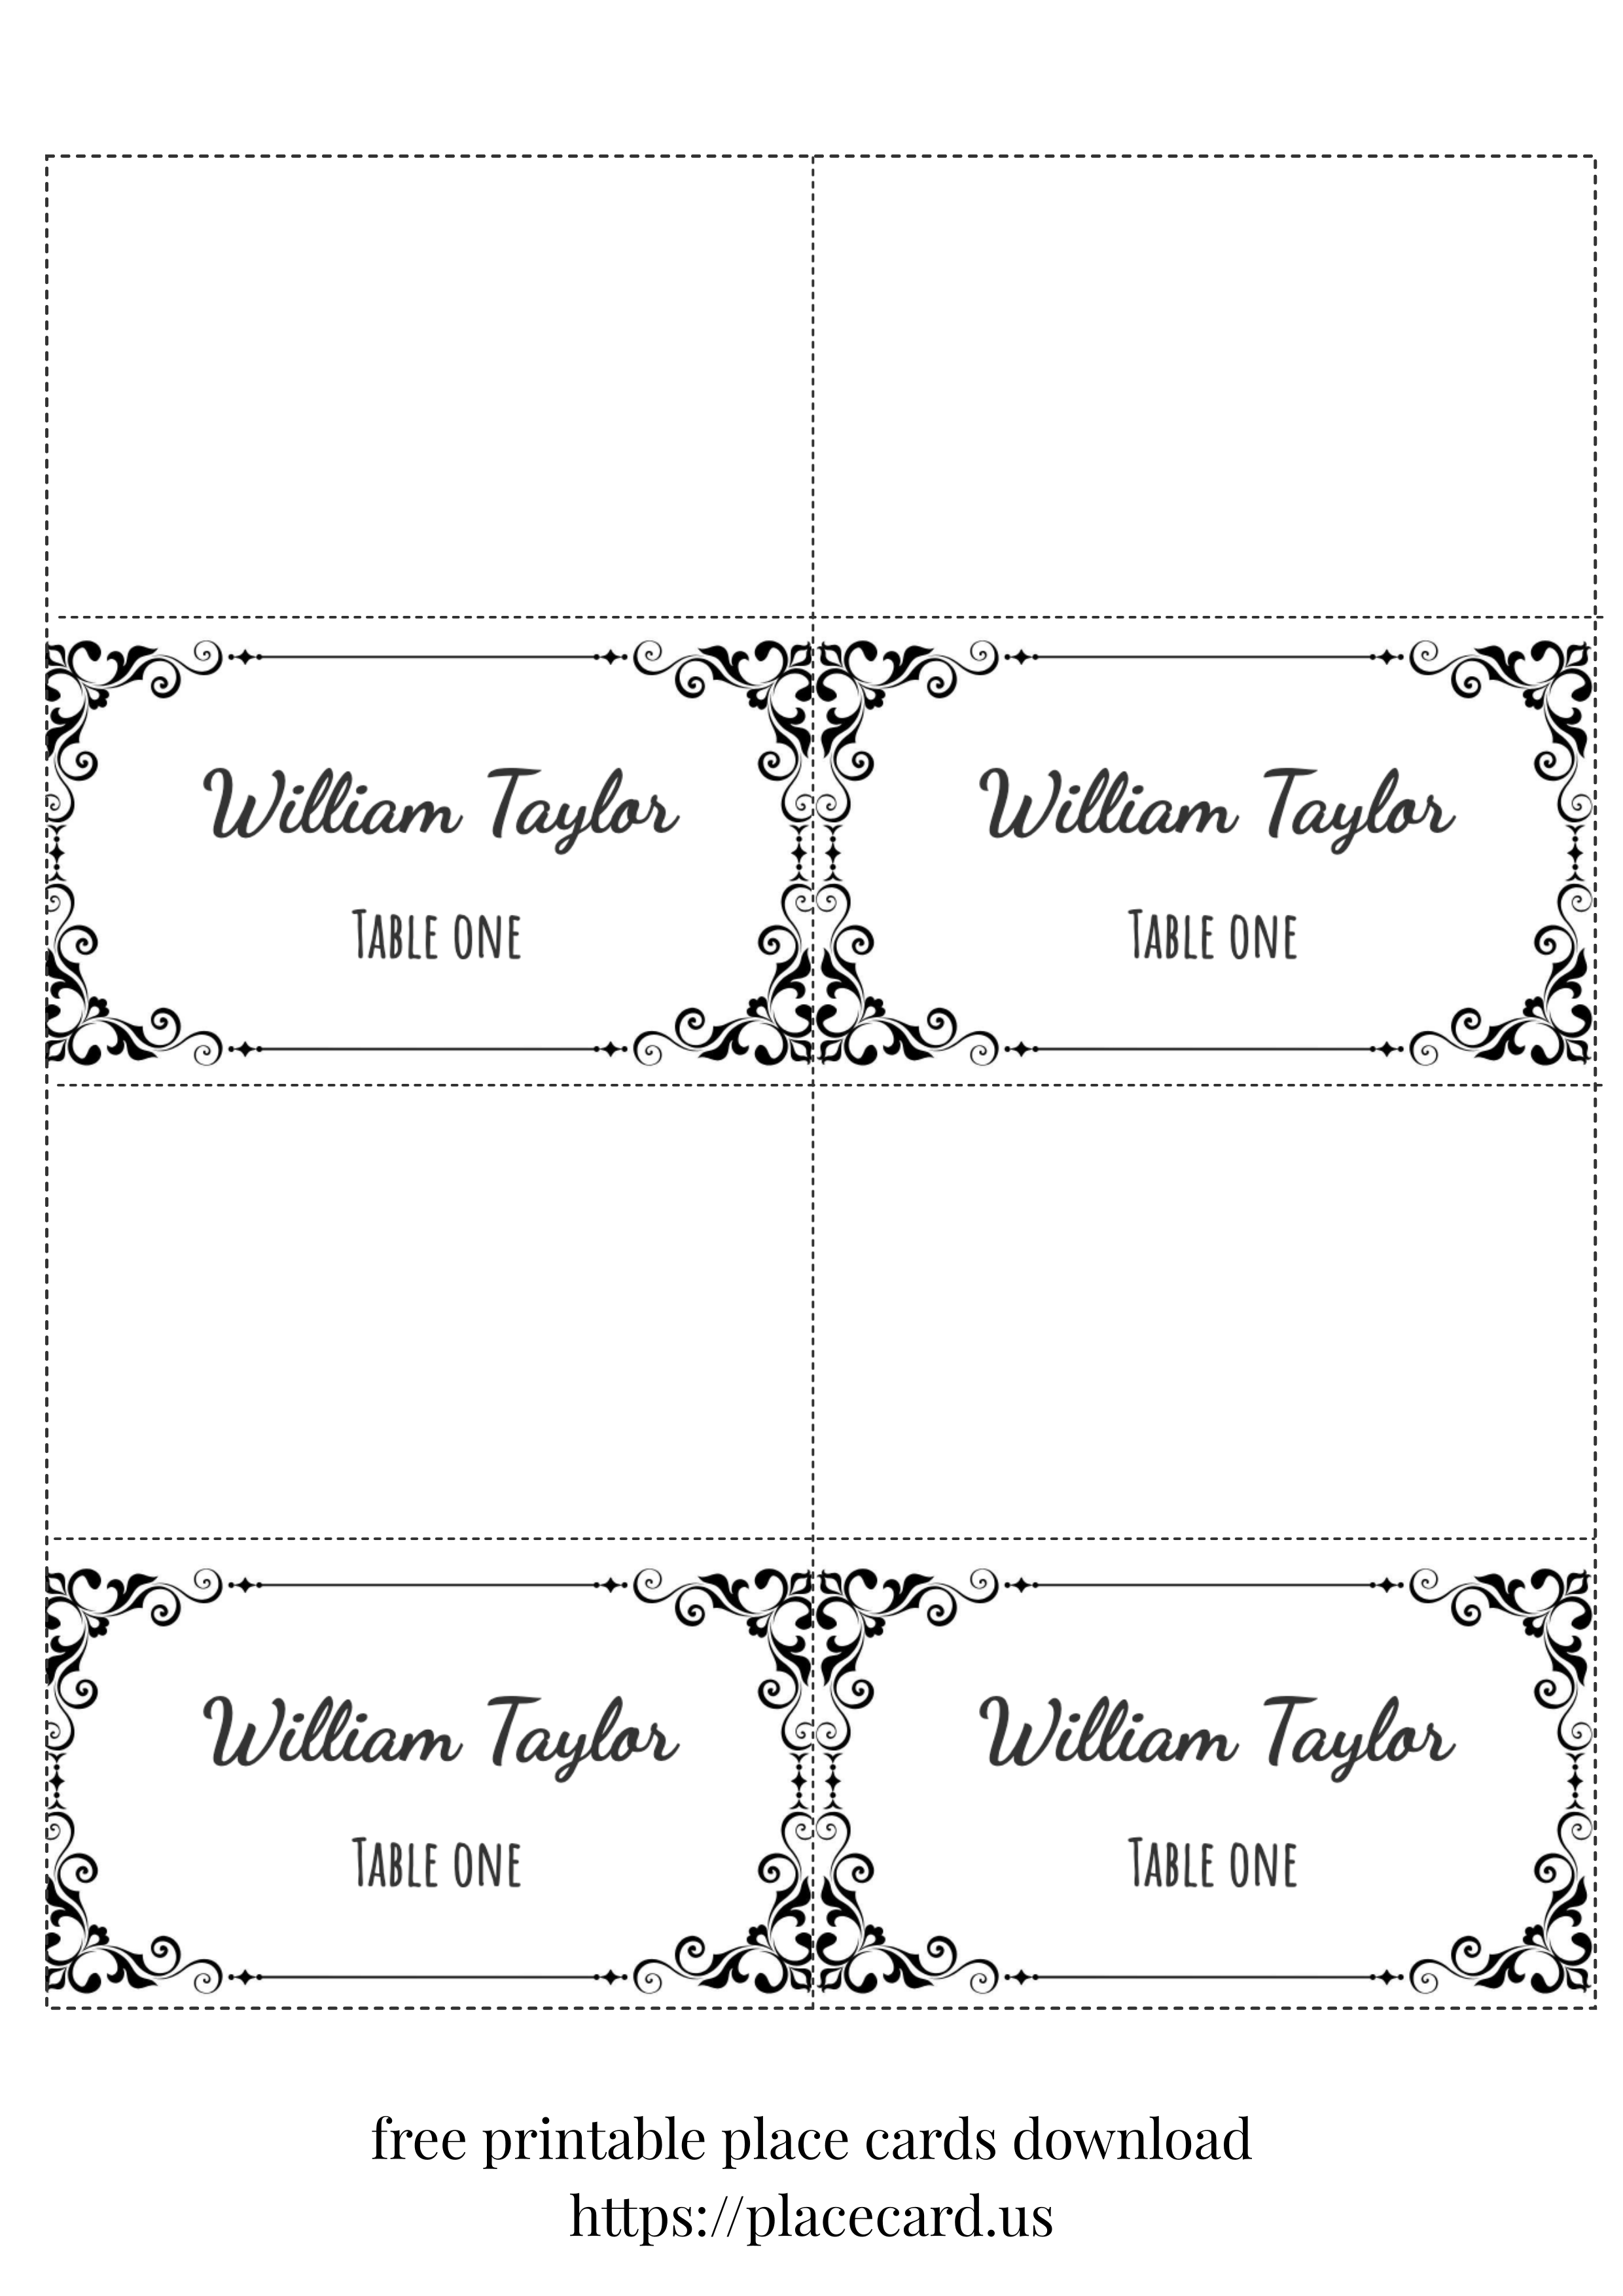 William Taylor William Taylor
Table one Table one
William Taylor William Taylor
Table one Table one
free printable place cards download
https://placecard.us